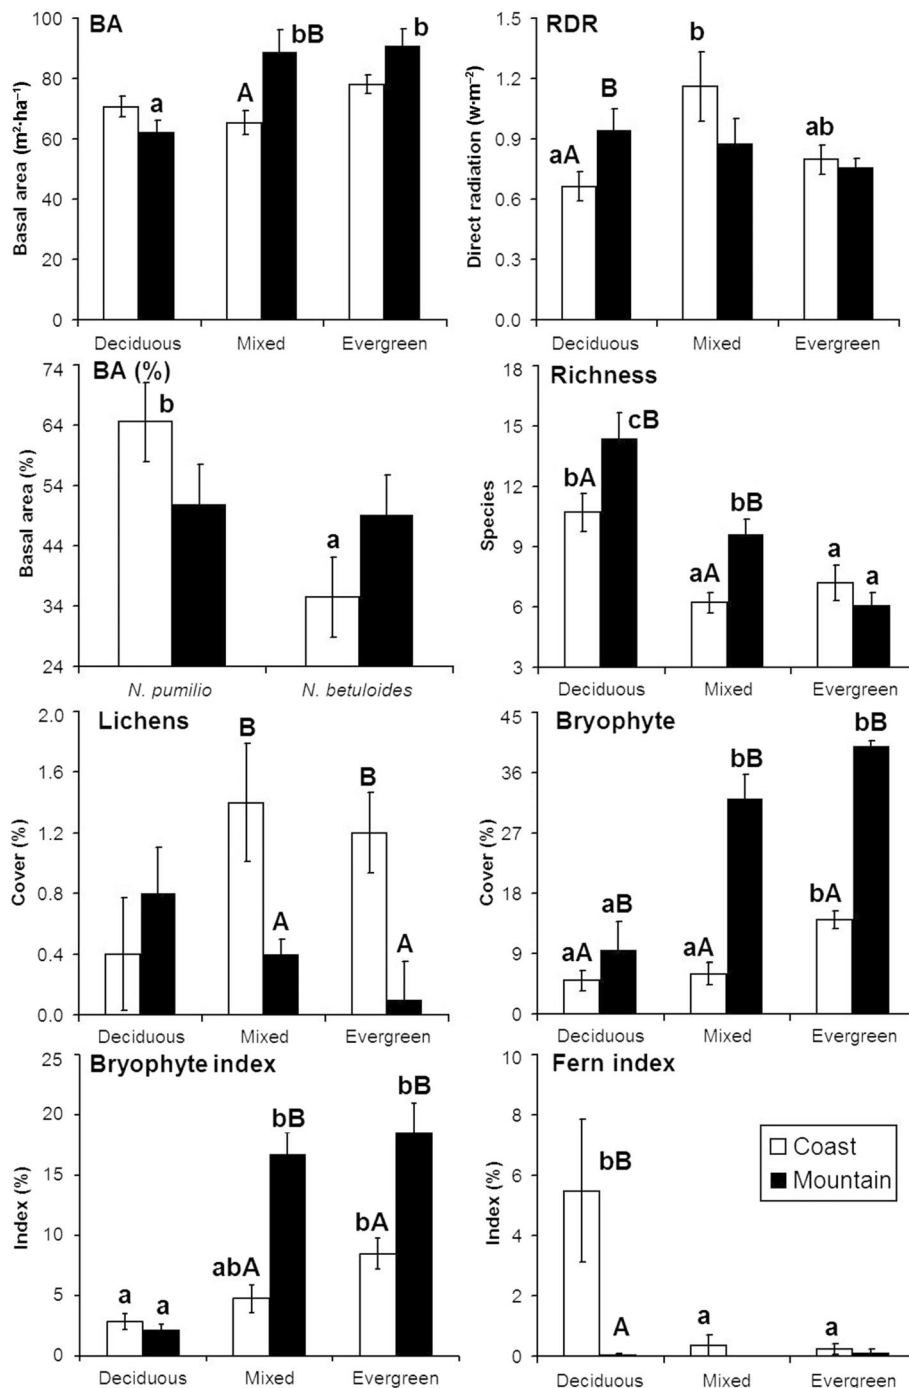 BA
Basal area (m²·ha⁻¹)
100
80
60
40
20
0
a
A
bB
b
Deciduous
Mixed
Evergreen
RDR
Direct radiation (w·m⁻²)
1.5
1.2
0.9
0.6
0.3
0.0
aA
B
b
ab
Deciduous
Mixed
Evergreen
BA (%)
Basal area (%)
74
64
54
44
34
24
b
a
N. pumilio
N. betuloides
Richness
Species
18
15
12
9
6
3
bA
cB
aA
bB
a
a
Deciduous
Mixed
Evergreen
Lichens
Cover (%)
2.0
1.6
1.2
0.8
0.4
0.0
B
A
B
A
Deciduous
Mixed
Evergreen
Bryophyte
Cover (%)
45
36
27
18
9
0
aA
aB
aA
bB
bA
bB
Deciduous
Mixed
Evergreen
Bryophyte index
Index (%)
25
20
15
10
5
0
a
a
abA
bB
bA
bB
Deciduous
Mixed
Evergreen
Fern index
Index (%)
10
8
6
4
2
0
bB
A
a
a
Coast
Mountain
Deciduous
Mixed
Evergreen